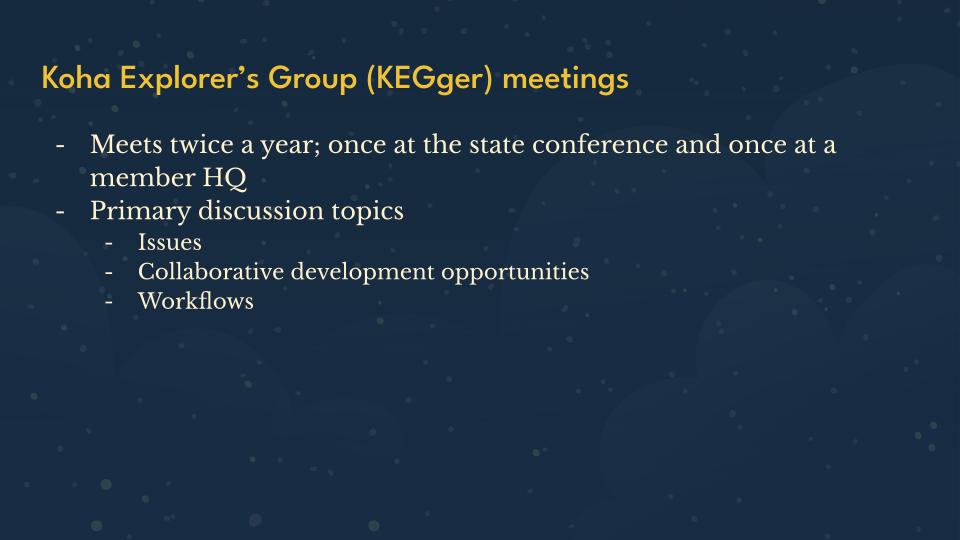 Koha Explorer’s Group (KEGger) meetings
- Meets twice a year; once at the state conference and once at a
member HQ
- Primary discussion topics
- Issues
- Collaborative development opportunities
- Workflows